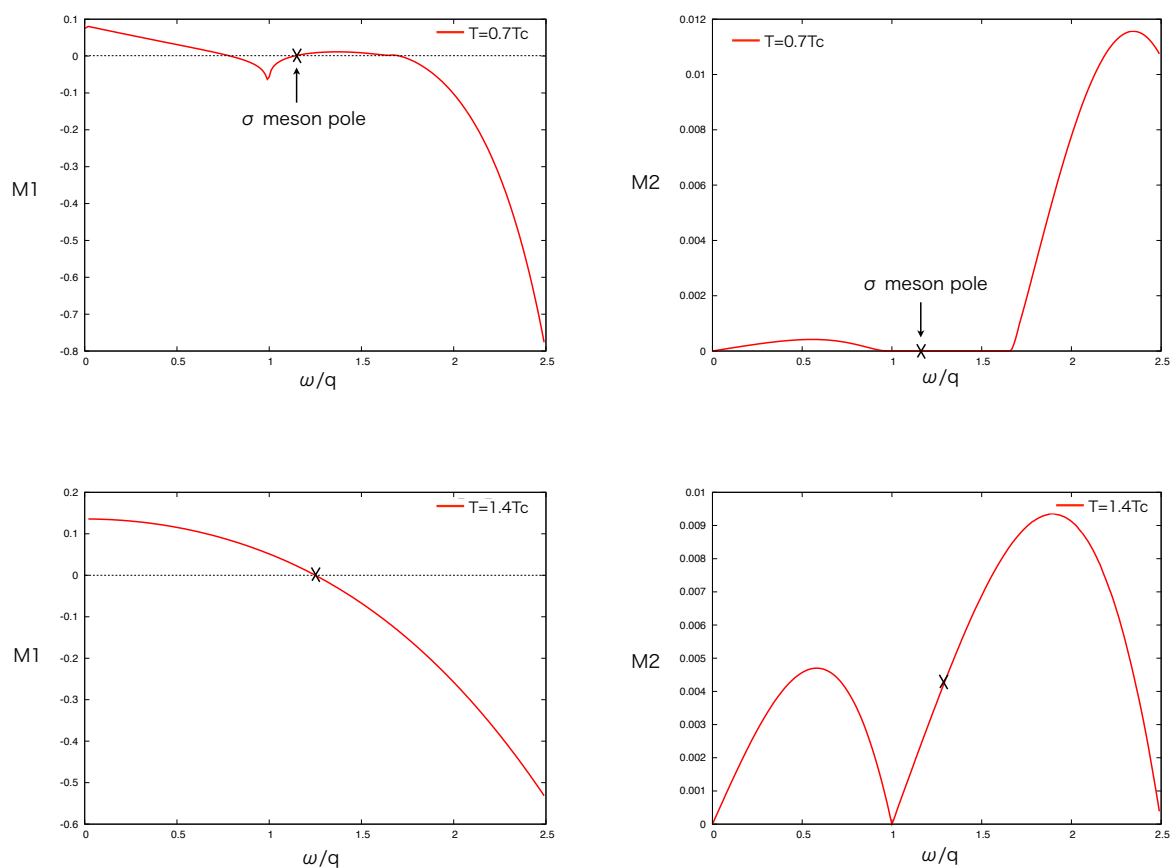 0.1
T=0.7Tc
0
-0.1
σ meson pole
-0.2
-0.3
M1
-0.4
-0.5
-0.6
-0.7
-0.8
0 0.5 1 1.5 2 2.5
ω/q
0.012
T=0.7Tc
0.01
0.008
0.006
M2
0.004
σ meson pole
0.002
0
0 0.5 1 1.5 2 2.5
ω/q
0.2
T=1.4Tc
0.1
0
-0.1
M1
-0.2
-0.3
-0.4
-0.5
-0.6
0 0.5 1 1.5 2 2.5
ω/q
0.01
T=1.4Tc
0.009
0.008
0.007
0.006
M2
0.005
0.004
0.003
0.002
0.001
0
0 0.5 1 1.5 2 2.5
ω/q